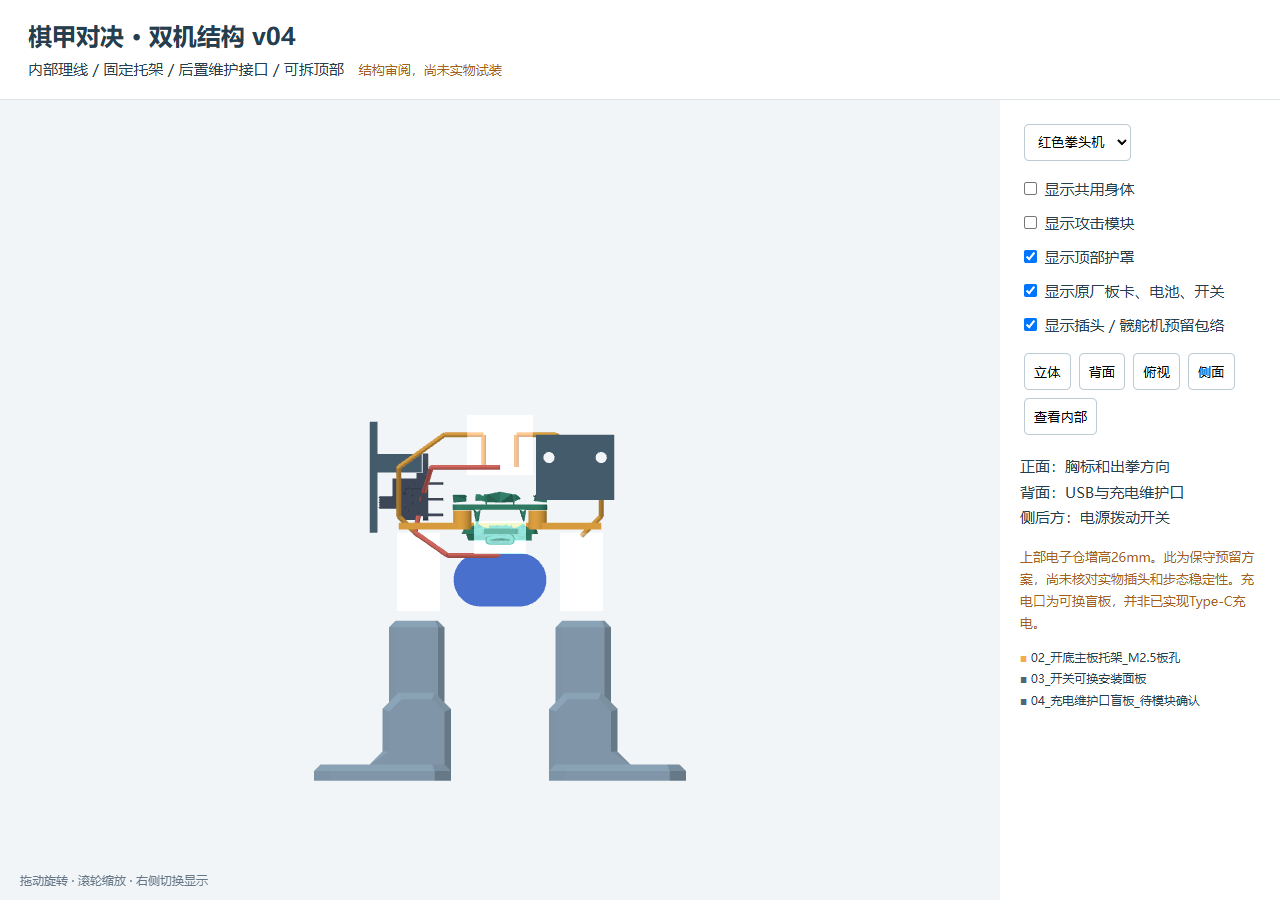 棋甲对决 · 双机结构 v04
内部理线 / 固定托架 / 后置维护接口 / 可拆顶部 结构审阅，尚未实物试装
红色拳头机
显示共用身体
显示攻击模块
显示顶部护罩
显示原厂板卡、电池、开关
显示插头 / 髋舵机预留包络
立体 背面 俯视 侧面
查看内部
正面：胸标和出拳方向
背面：USB与充电维护口
侧后方：电源拨动开关
上部电子仓增高26mm。此为保守预留方
案，尚未核对实物插头和步态稳定性。充
电口为可换盲板，并非已实现Type-C充
电。
02_开底主板托架_M2.5板孔
03_开关可换安装面板
04_充电维护口盲板_待模块确认
拖动旋转 · 滚轮缩放 · 右侧切换显示